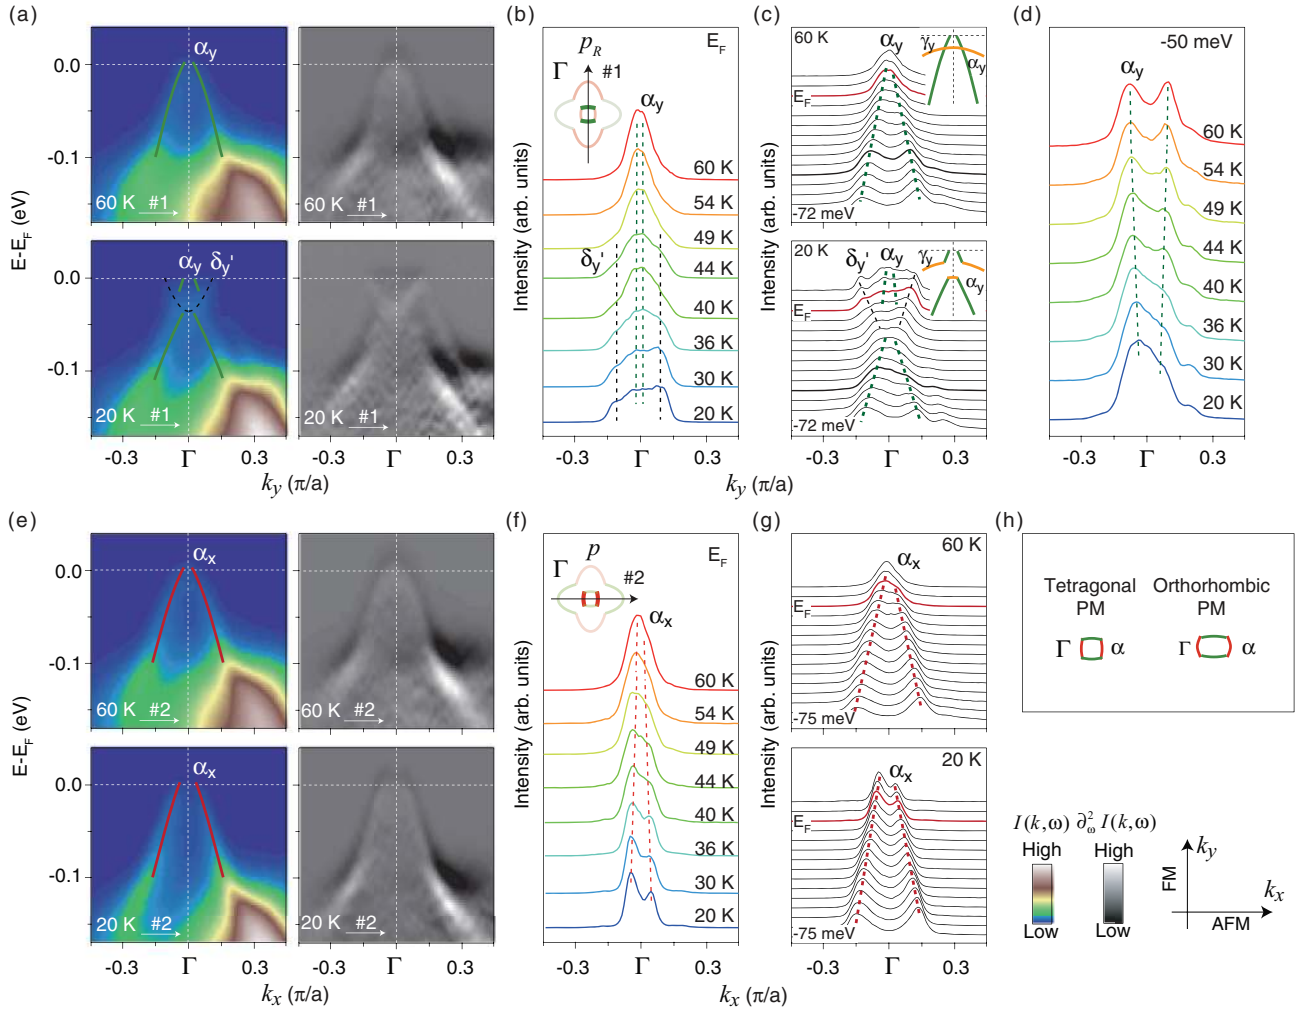 (a)
αy
0.0
-0.1
60 K #1
60 K #1
αy δy'
0.0
-0.1
20 K #1
20 K #1
E-EF (eV)
-0.3 Γ 0.3
-0.3 Γ 0.3
ky (π/a)
(b)
EF
pR
Γ #1
αy
60 K
54 K
49 K
δy'
44 K
40 K
36 K
30 K
20 K
Intensity (arb. units)
-0.3 Γ 0.3
ky (π/a)
(c)
60 K
αy
γy
αy
EF
-72 meV
20 K
δy' αy
γy
αy
EF
-72 meV
Intensity (arb. units)
-0.3 Γ 0.3
(d)
-50 meV
αy
60 K
54 K
49 K
44 K
40 K
36 K
30 K
20 K
-0.3 Γ 0.3
(e)
αx
0.0
-0.1
60 K #2
60 K #2
αx
0.0
-0.1
20 K #2
20 K #2
E-EF (eV)
-0.3 Γ 0.3
-0.3 Γ 0.3
kx (π/a)
(f)
p
EF
Γ #2
αx
60 K
54 K
49 K
44 K
40 K
36 K
30 K
20 K
Intensity (arb. units)
-0.3 Γ 0.3
kx (π/a)
(g)
60 K
αx
EF
-75 meV
20 K
αx
EF
-75 meV
Intensity (arb. units)
-0.3 Γ 0.3
(h)
Tetragonal
PM
Orthorhombic
PM
Γ α
Γ α
I(k,ω) ∂²ω I(k,ω)
High High
Low Low
ky
FM
kx
AFM